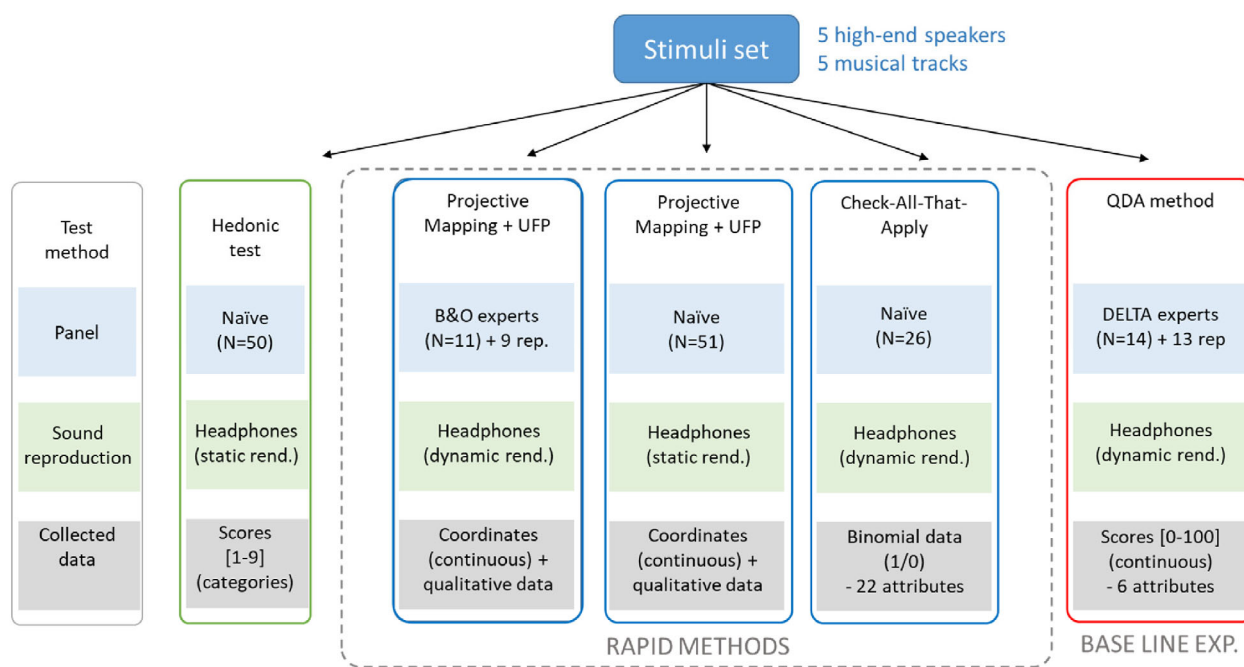 Stimuli set
5 high-end speakers
5 musical tracks
Test
method
Panel
Sound
reproduction
Collected
data
Hedonic
test
Naïve
(N=50)
Headphones
(static rend.)
Scores
[1-9]
(categories)
Projective
Mapping + UFP
B&O experts
(N=11) + 9 rep.
Headphones
(dynamic rend.)
Coordinates
(continuous) +
qualitative data
Projective
Mapping + UFP
Naïve
(N=51)
Headphones
(static rend.)
Coordinates
(continuous) +
qualitative data
Check-All-That-
Apply
Naïve
(N=26)
Headphones
(dynamic rend.)
Binomial data
(1/0)
- 22 attributes
QDA method
DELTA experts
(N=14) + 13 rep
Headphones
(dynamic rend.)
Scores [0-100]
(continuous)
- 6 attributes
RAPID METHODS
BASE LINE EXP.